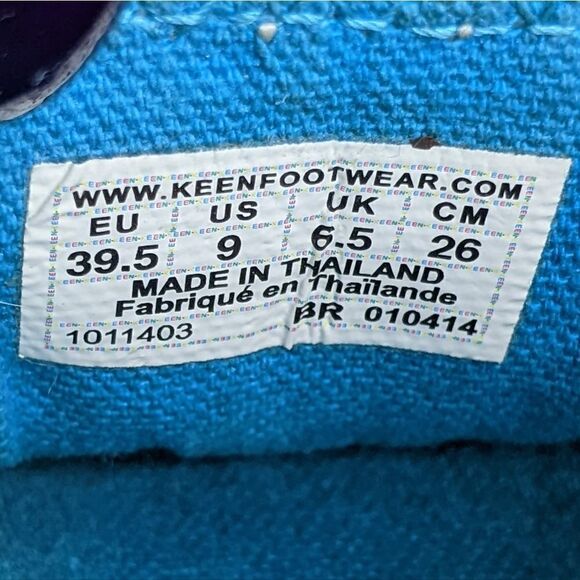 WWW.KEENFOOTWEAR.COM
EU US UK CM
39.5 9 6.5 26
MADE IN THAILAND
Fabriqué en Thaïlande
1011403 BR 010414